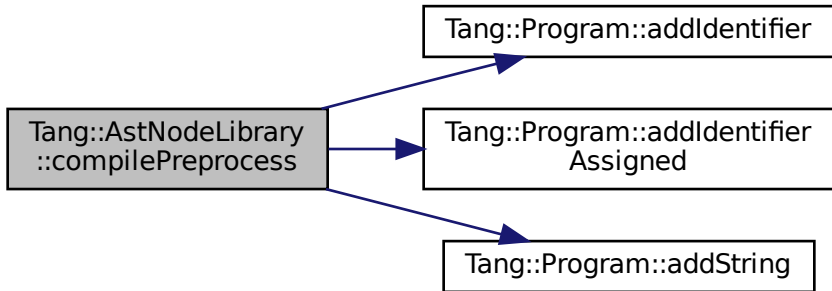 Tang::Program::addIdentifier
Tang::AstNodeLibrary
::compilePreprocess
Tang::Program::addIdentifier
Assigned
Tang::Program::addString